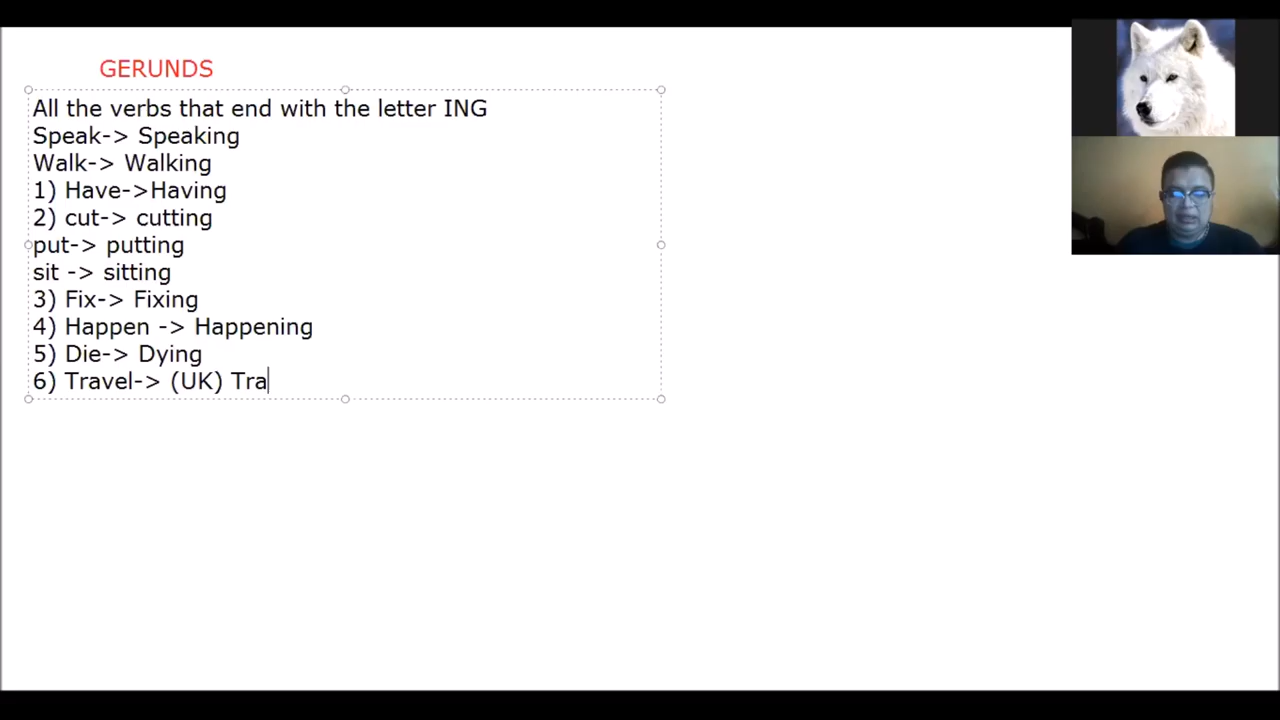 GERUNDS
All the verbs that end with the letter ING
Speak-> Speaking
Walk-> Walking
1) Have->Having
2) cut-> cutting
put-> putting
sit -> sitting
3) Fix-> Fixing
4) Happen -> Happening
5) Die-> Dying
6) Travel-> (UK) Tra